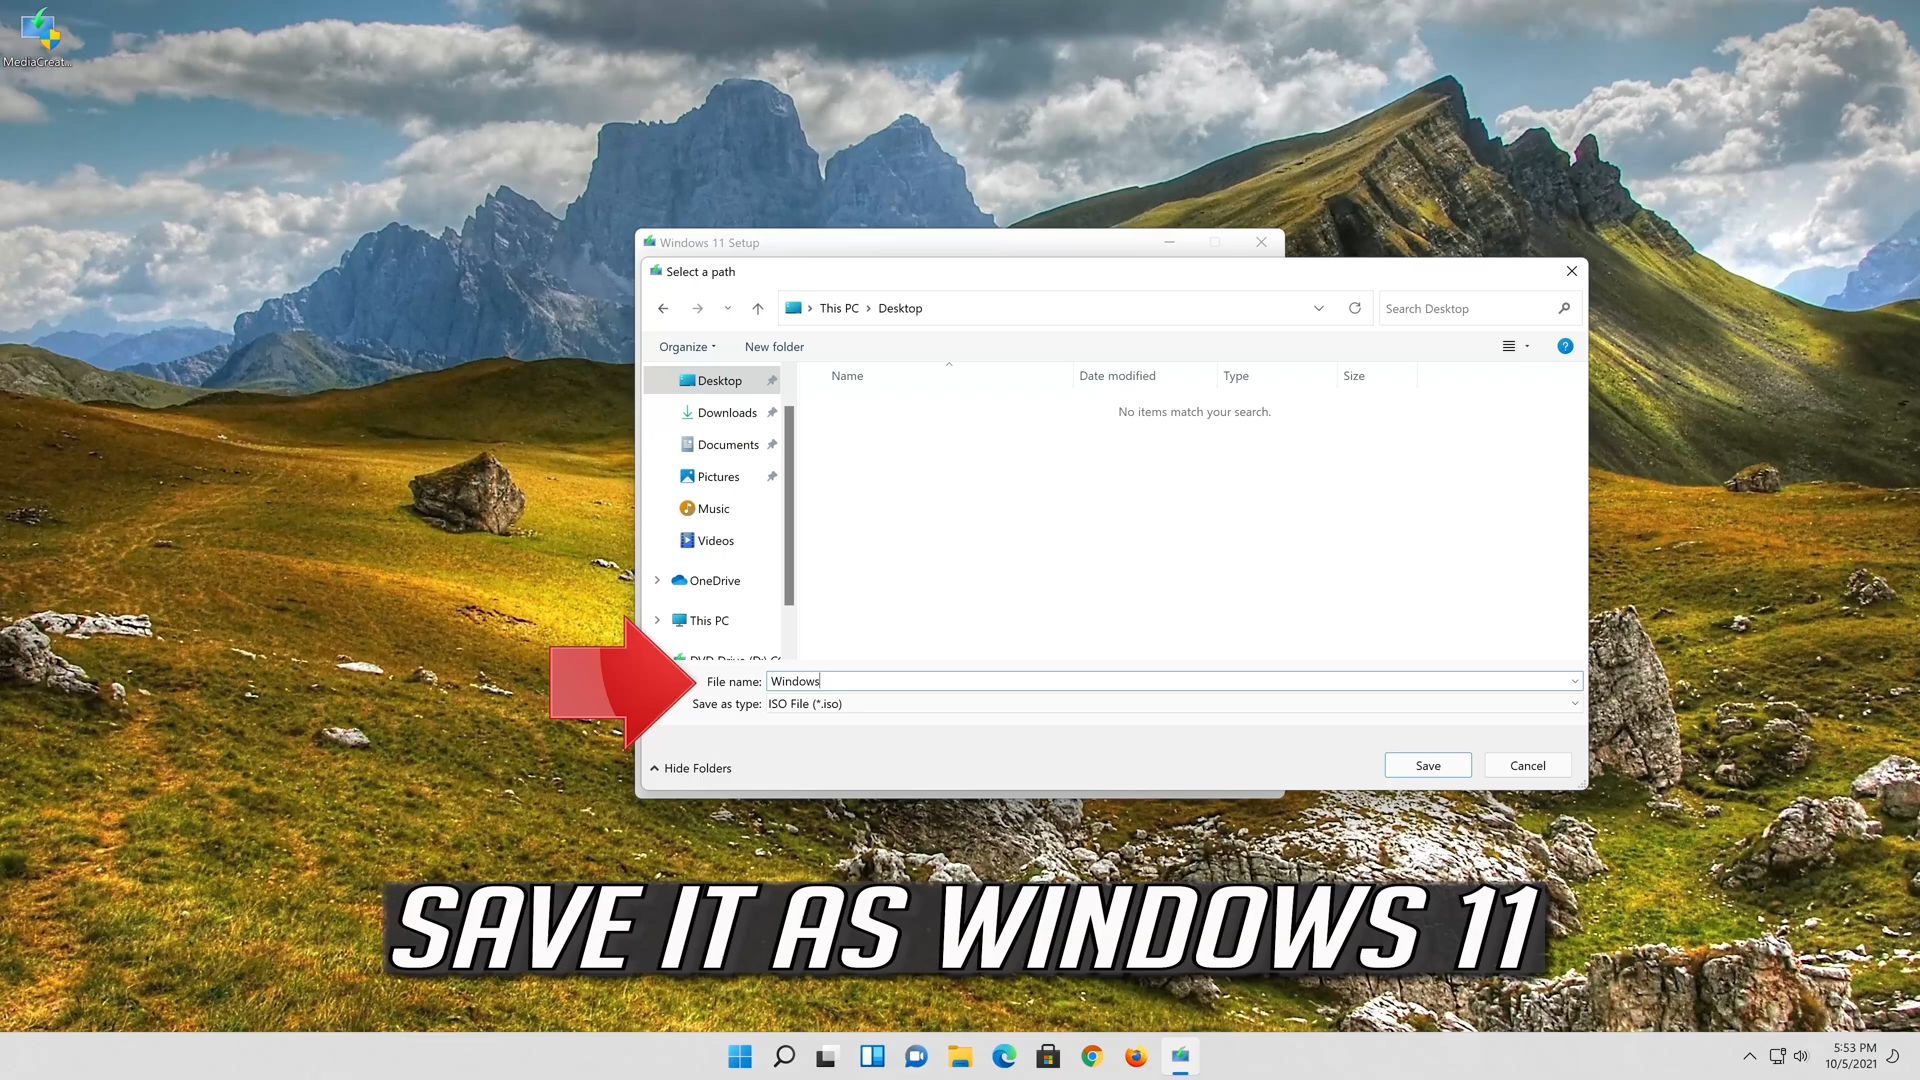 MediaCreat...
Windows 11 Setup
Select a path
This PC
Desktop
Search Desktop
Organize
New folder
Name
Date modified
Type
Size
No items match your search.
Desktop
Downloads
Documents
Pictures
Music
Videos
OneDrive
This PC
DVD Drive (D:)
File name: Windows
Save as type: ISO File (*.iso)
Hide Folders
Save
Cancel
SAVE IT AS WINDOWS 11
5:53 PM
10/5/2021